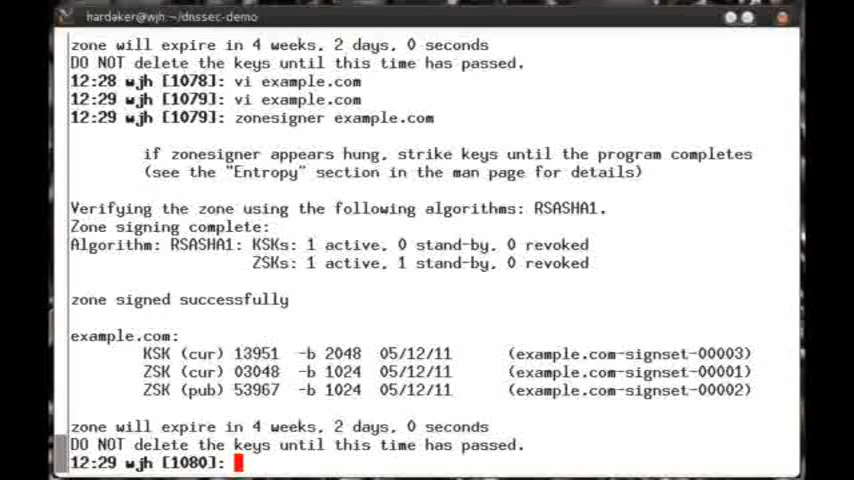 hardaker@wjh:~/dnssec-demo
zone will expire in 4 weeks, 2 days, 0 seconds
DO NOT delete the keys until this time has passed.
12:28 wjh [1078]: vi example.com
12:29 wjh [1079]: vi example.com
12:29 wjh [1079]: zonesigner example.com
if zonesigner appears hung, strike keys until the program completes
(see the "Entropy" section in the man page for details)
Verifying the zone using the following algorithms: RSASHA1.
Zone signing complete:
Algorithm: RSASHA1: KSKs: 1 active, 0 stand-by, 0 revoked
ZSKs: 1 active, 1 stand-by, 0 revoked
zone signed successfully
example.com:
KSK (cur) 13951 -b 2048 05/12/11 (example.com-signset-00003)
ZSK (cur) 03048 -b 1024 05/12/11 (example.com-signset-00001)
ZSK (pub) 53967 -b 1024 05/12/11 (example.com-signset-00002)
zone will expire in 4 weeks, 2 days, 0 seconds
DO NOT delete the keys until this time has passed.
12:29 wjh [1080]: